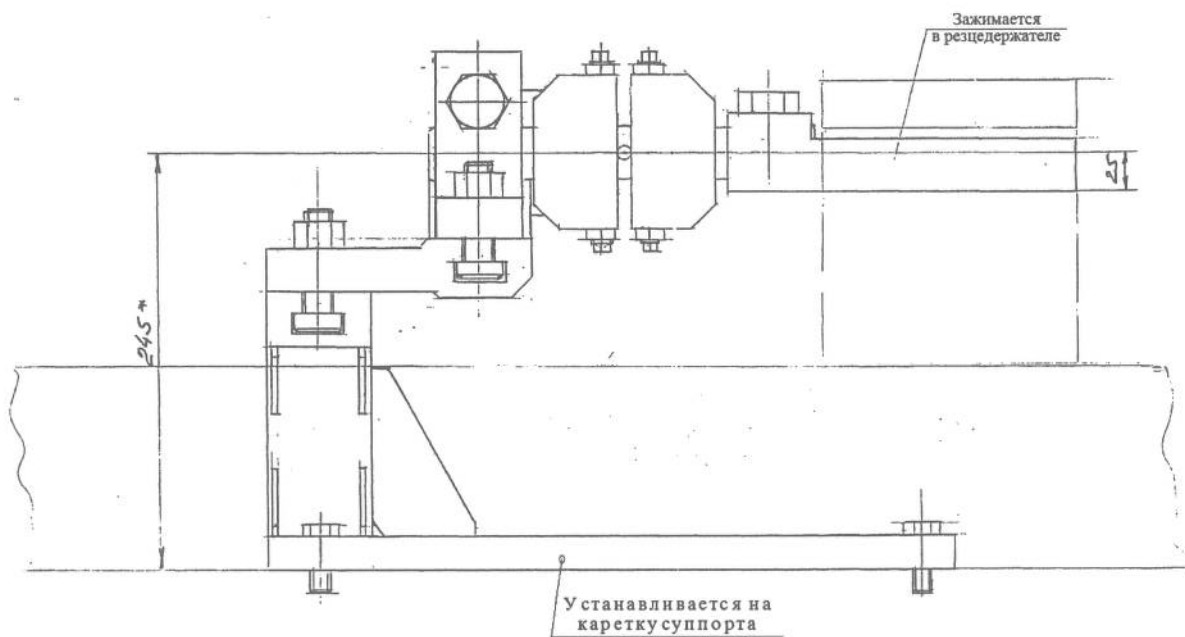 Зажимается
в резцедержателе
25
245*
Устанавливается на
каретку суппорта